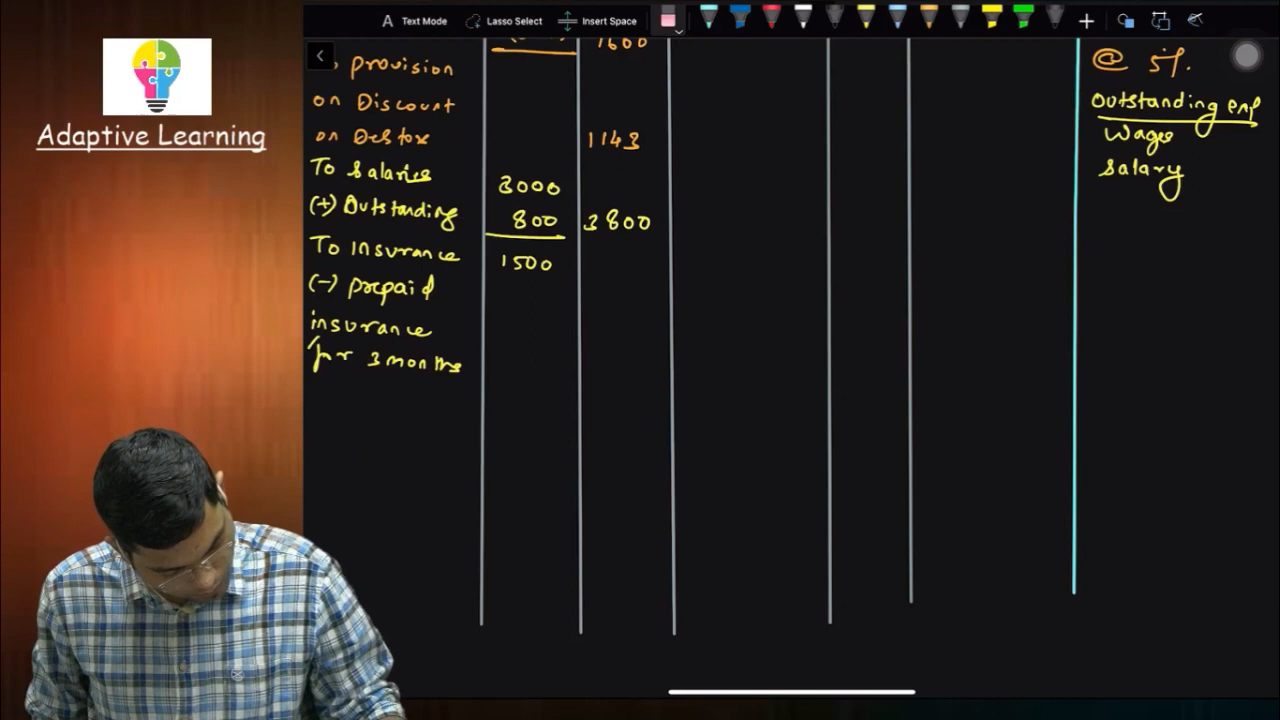 Text Mode
Lasso Select
Insert Space
Adaptive Learning
1600
provision
on Discount
on Debtors 1143
To Salaries 3000
(+) Outstanding 800 3800
To Insurance 1500
(-) prepaid
insurance
for 3 months
@ 5%.
Outstanding exp
Wages
Salary